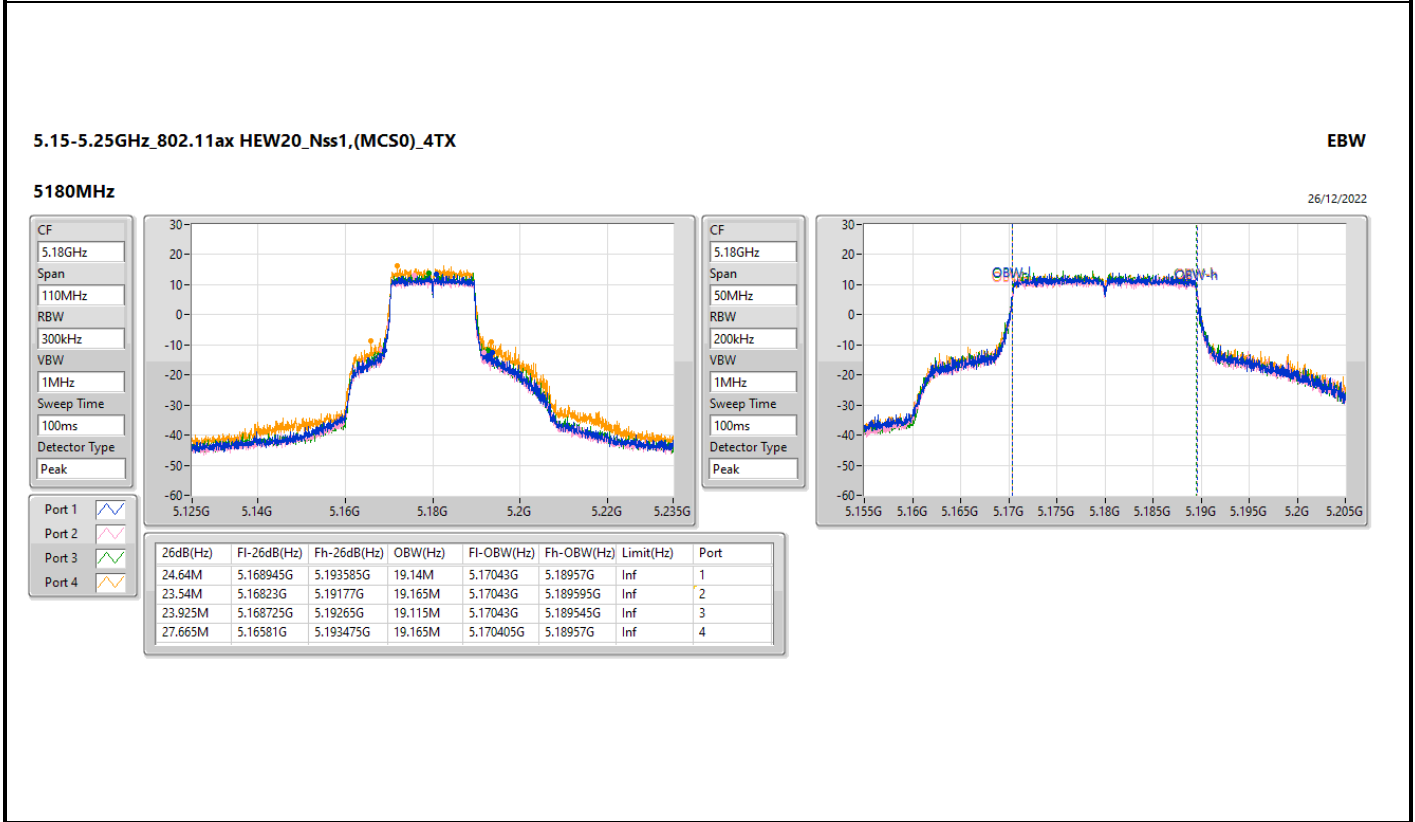 5.15-5.25GHz_802.11ax HEW20_Nss1,(MCS0)_4TX
EBW
5180MHz
26/12/2022
CF
5.18GHz
Span
110MHz
RBW
300kHz
VBW
1MHz
Sweep Time
100ms
Detector Type
Peak
30
20
10
0
-10
-20
-30
-40
-50
-60
5.125G 5.14G 5.16G 5.18G 5.2G 5.22G 5.235G
CF
5.18GHz
Span
50MHz
RBW
200kHz
VBW
1MHz
Sweep Time
100ms
Detector Type
Peak
30
20
10
0
-10
-20
-30
-40
-50
-60
OBW-l OBW-h
5.155G 5.16G 5.165G 5.17G 5.175G 5.18G 5.185G 5.19G 5.195G 5.2G 5.205G
Port 1
Port 2
Port 3
Port 4
26dB(Hz) Fl-26dB(Hz) Fh-26dB(Hz) OBW(Hz) Fl-OBW(Hz) Fh-OBW(Hz) Limit(Hz) Port
24.64M 5.168945G 5.193585G 19.14M 5.17043G 5.18957G Inf 1
23.54M 5.16823G 5.19177G 19.165M 5.17043G 5.189595G Inf 2
23.925M 5.168725G 5.19265G 19.115M 5.17043G 5.189545G Inf 3
27.665M 5.16581G 5.193475G 19.165M 5.170405G 5.18957G Inf 4